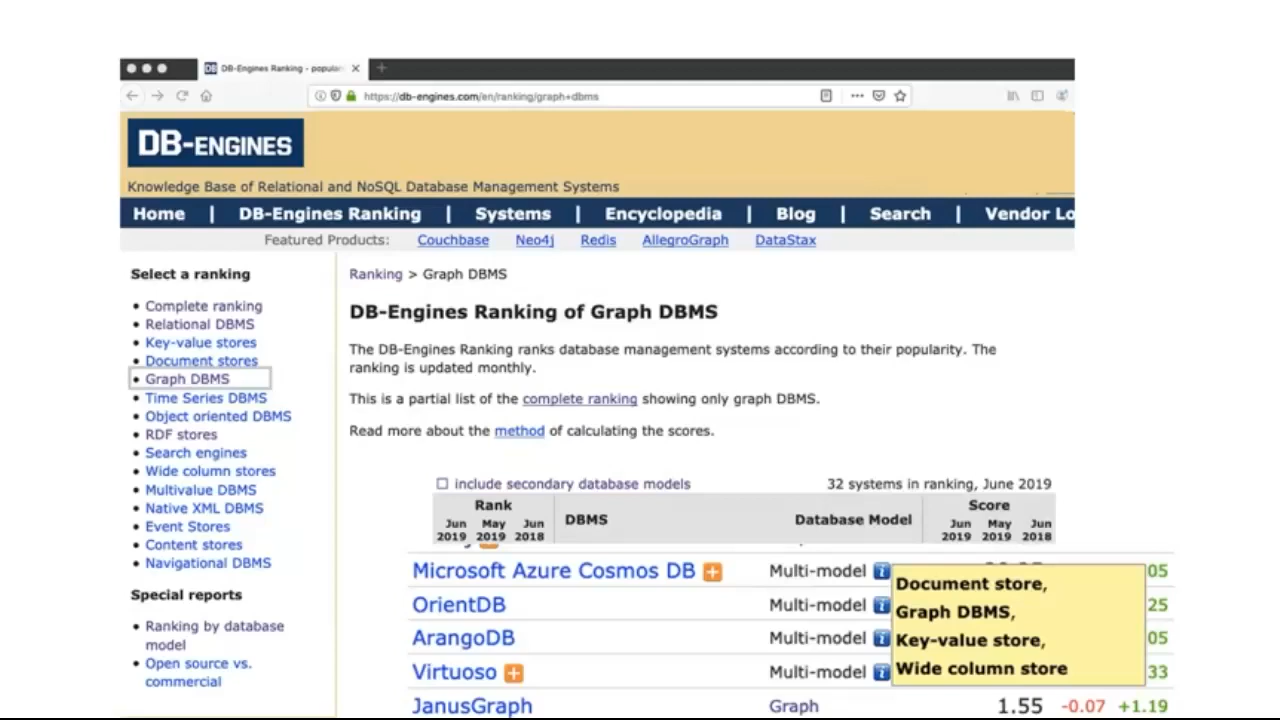 DB-Engines Ranking - popular
https://db-engines.com/en/ranking/graph+dbms
DB-ENGINES
Knowledge Base of Relational and NoSQL Database Management Systems
Home | DB-Engines Ranking | Systems | Encyclopedia | Blog | Search | Vendor Lo
Featured Products: Couchbase Neo4j Redis AllegroGraph DataStax
Select a ranking
• Complete ranking
• Relational DBMS
• Key-value stores
• Document stores
• Graph DBMS
• Time Series DBMS
• Object oriented DBMS
• RDF stores
• Search engines
• Wide column stores
• Multivalue DBMS
• Native XML DBMS
• Event Stores
• Content stores
• Navigational DBMS
Special reports
• Ranking by database
model
• Open source vs.
commercial
Ranking > Graph DBMS
DB-Engines Ranking of Graph DBMS
The DB-Engines Ranking ranks database management systems according to their popularity. The
ranking is updated monthly.
This is a partial list of the complete ranking showing only graph DBMS.
Read more about the method of calculating the scores.
include secondary database models 32 systems in ranking, June 2019
Rank DBMS Database Model Score
Jun May Jun Jun May Jun
2019 2019 2018 2019 2019 2018
Microsoft Azure Cosmos DB Multi-model 05
OrientDB Multi-model 25
ArangoDB Multi-model 05
Virtuoso Multi-model 33
JanusGraph Graph 1.55 -0.07 +1.19
Document store,
Graph DBMS,
Key-value store,
Wide column store